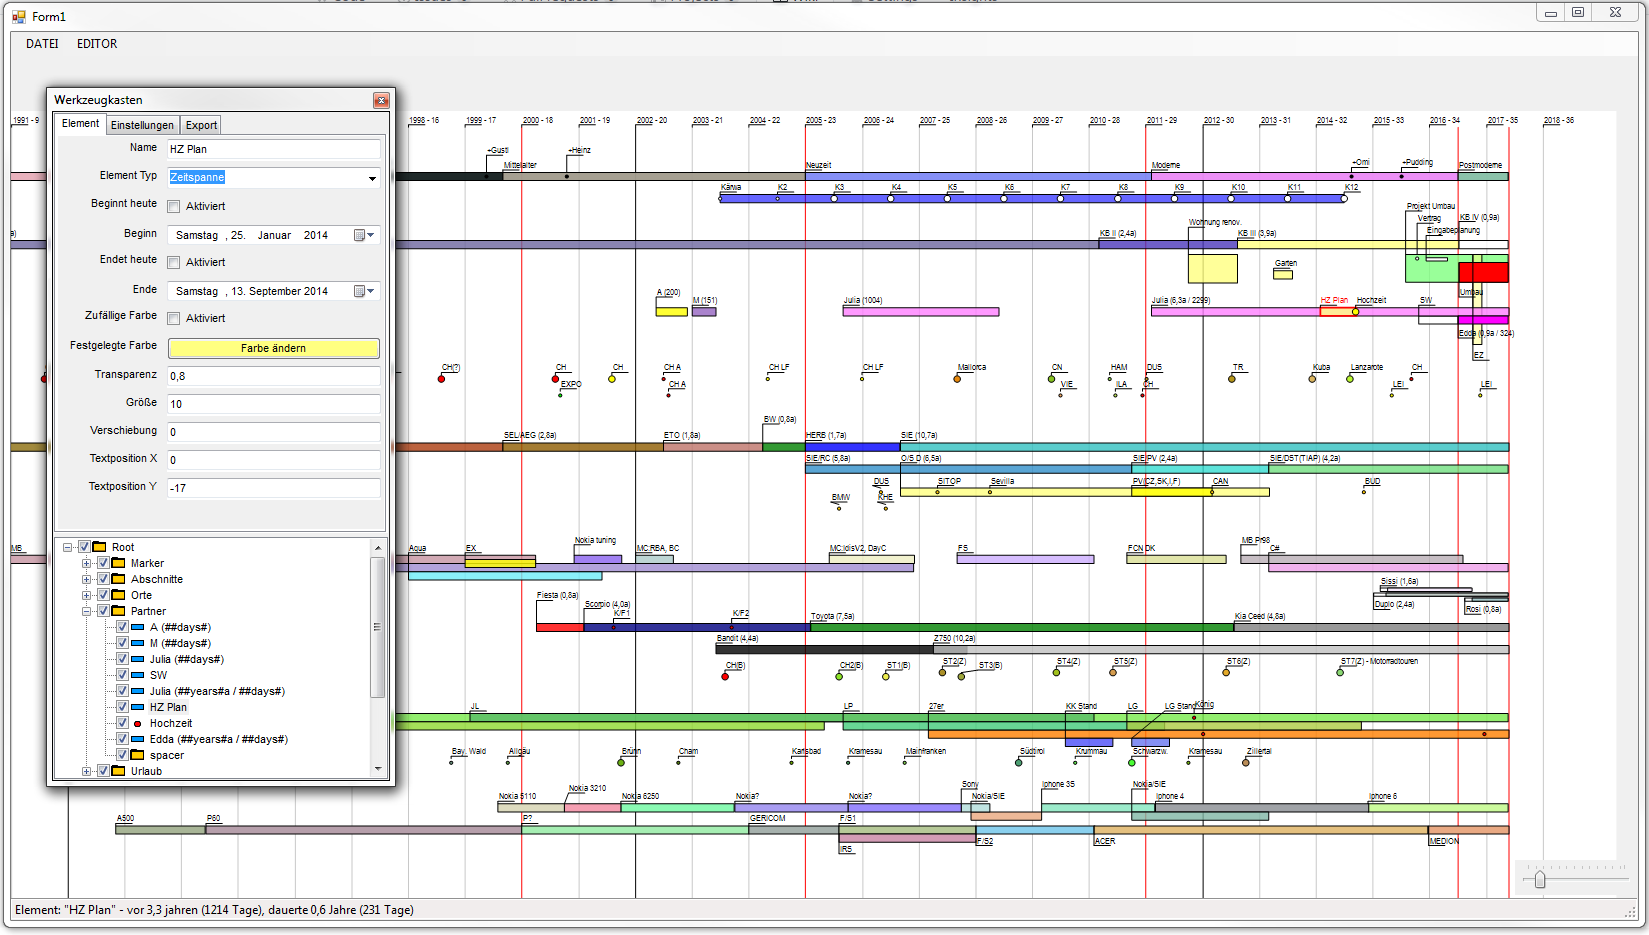 Form1
DATEI EDITOR
Werkzeugkasten
Element Einstellungen Export
Name HZ Plan
Element Typ Zeitspanne
Beginnt heute Aktiviert
Beginn Samstag , 25. Januar 2014
Endet heute Aktiviert
Ende Samstag , 13. September 2014
Zufällige Farbe Aktiviert
Festgelegte Farbe Farbe ändern
Transparenz 0,8
Größe 10
Verschiebung 0
Textposition X 0
Textposition Y -17
Root
Marker
Abschnitte
Orte
Partner
A (##days#)
M (##days#)
Julia (##days#)
SW
Julia (##years#a / ##days#)
HZ Plan
Hochzeit
Edda (##years#a / ##days#)
spacer
Urlaub
1991 - 9 1998 - 16 1999 - 17 2000 - 18 2001 - 19 2002 - 20 2003 - 21 2004 - 22 2005 - 23 2006 - 24 2007 - 25 2008 - 26 2009 - 27 2010 - 28 2011 - 29 2012 - 30 2013 - 31 2014 - 32 2015 - 33 2016 - 34 2017 - 35 2018 - 36
+Gusti +Heinz +Omi +Pudding
Mittelalter Neuzeit Moderne Postmoderne
Kärwa K2 K3 K4 K5 K6 K7 K8 K9 K10 K11 K12
Projekt Umbau
Wohnung renov. Vertrag KB IV (0,9a)
Eingabeplanung
KB II (2,4a) KB III (3,9a)
Garten
A (200) M (151) Julia (1004) Julia (6,3a / 2299) HZ Plan Hochzeit SW Umbau
Edda (0,9a / 324)
EZ
CH(?) CH CH CH A CH LF CH LF Mallorca CN HAM DUS TR Kuba Lanzarote CH
EXPO CH A VIE ILA CH LEI LEI
BW (0,8a)
SEL/AEG (2,8a) ETO (1,8a) HERB (1,7a) SIE (10,7a)
SIE/RC (5,8a) O/S D (6,5a) SIE/PV (2,4a) SIE/DST(TIAP) (4,2a)
DUS SITOP Sevilla PV(CZ,SK,I,F) CAN BUD
BMW KHE
Nokia tuning MB Pr98
MB Aqua EX MC:RBA, BC MC:IdisV2, DayC FS FCN DK C#
Sissi (1,6a)
Fiesta (0,8a) Scorpio (4,0a) Duplo (2,4a) Rosi (0,8a)
K/F1 K/F2 Toyota (7,5a) Kia Ceed (4,8a)
Bandit (4,4a) Z750 (10,2a)
CH(B) CH2(B) ST1(B) ST2(Z) ST3(B) ST4(Z) ST5(Z) ST6(Z) ST7(Z) - Motorradtouren
JL LP 27er KK Stand LG LG Stand König
Bay. Wald Allgäu Brünn Cham Karlsbad Kramesau Mainfranken Südtirol Krummau Schwarzw. Kramesau Zillertal
Nokia 3210 Sony Iphone 3S Nokia/SIE
Nokia 5110 Nokia 6250 Nokia? Nokia? Nokia/SIE Iphone 4 Iphone 6
A500 P60 P? GERICOM F/S1
IRS F/S2 ACER MEDION
Element: "HZ Plan" - vor 3,3 jahren (1214 Tage), dauerte 0,6 Jahre (231 Tage)